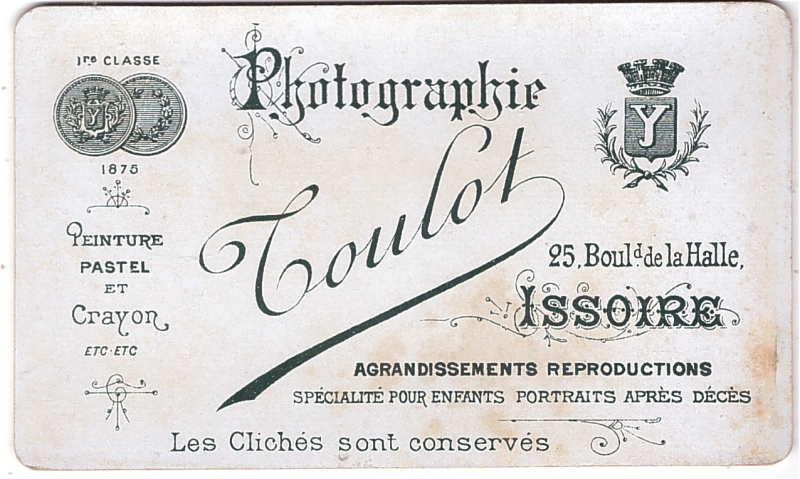 1re CLASSE
Y
1875
PEINTURE
PASTEL
ET
Crayon
ETC·ETC
Photographie
Toulot
Y
25, Bould de la Halle,
ISSOIRE
AGRANDISSEMENTS REPRODUCTIONS
SPÉCIALITÉ POUR ENFANTS PORTRAITS APRÈS DÉCÈS
Les Clichés sont conservés